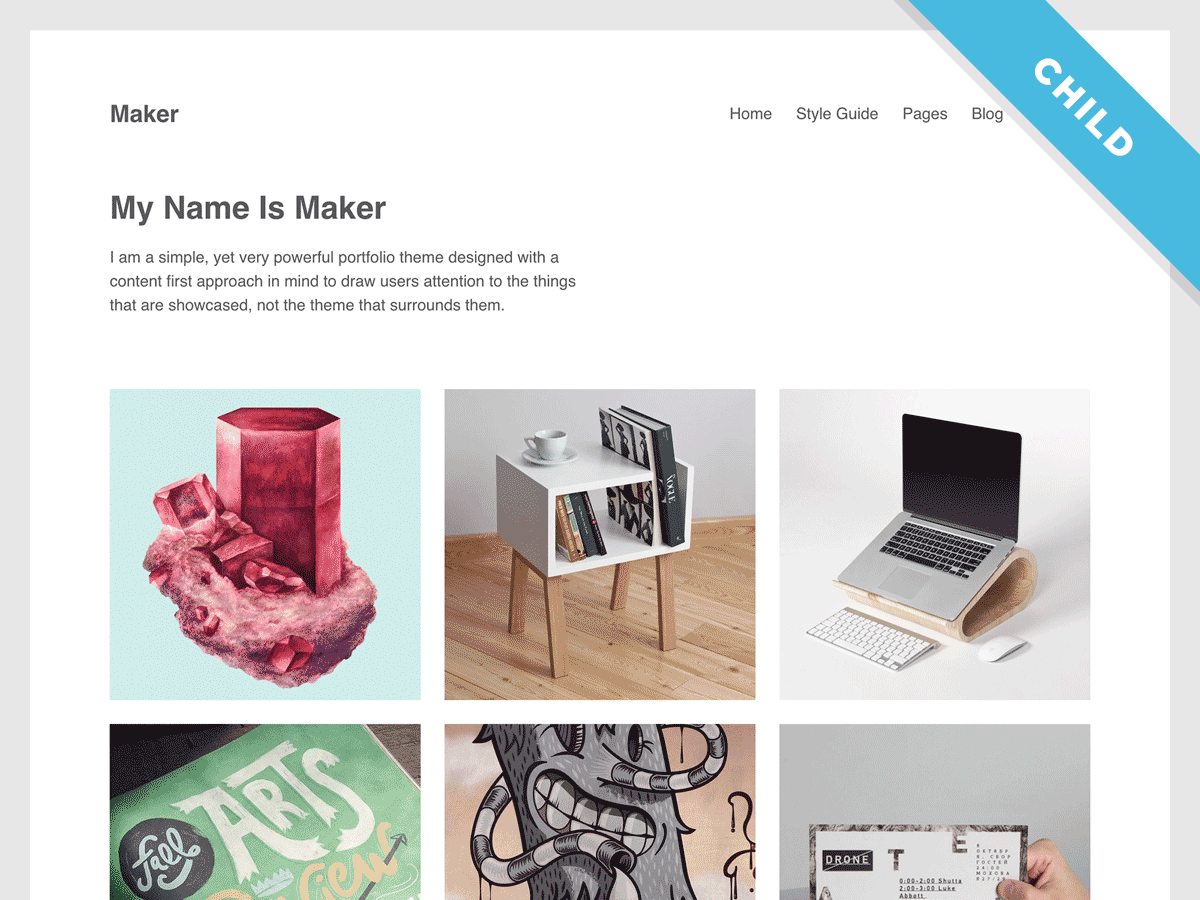 CHILD
Maker
Home Style Guide Pages Blog
My Name Is Maker
I am a simple, yet very powerful portfolio theme designed with a
content first approach in mind to draw users attention to the things
that are showcased, not the theme that surrounds them.
VOGUE
ARTS
fall
Review
DRONE
T
E
0:00-2:00 Shutta
2:00-3:00 Luke
Abbott